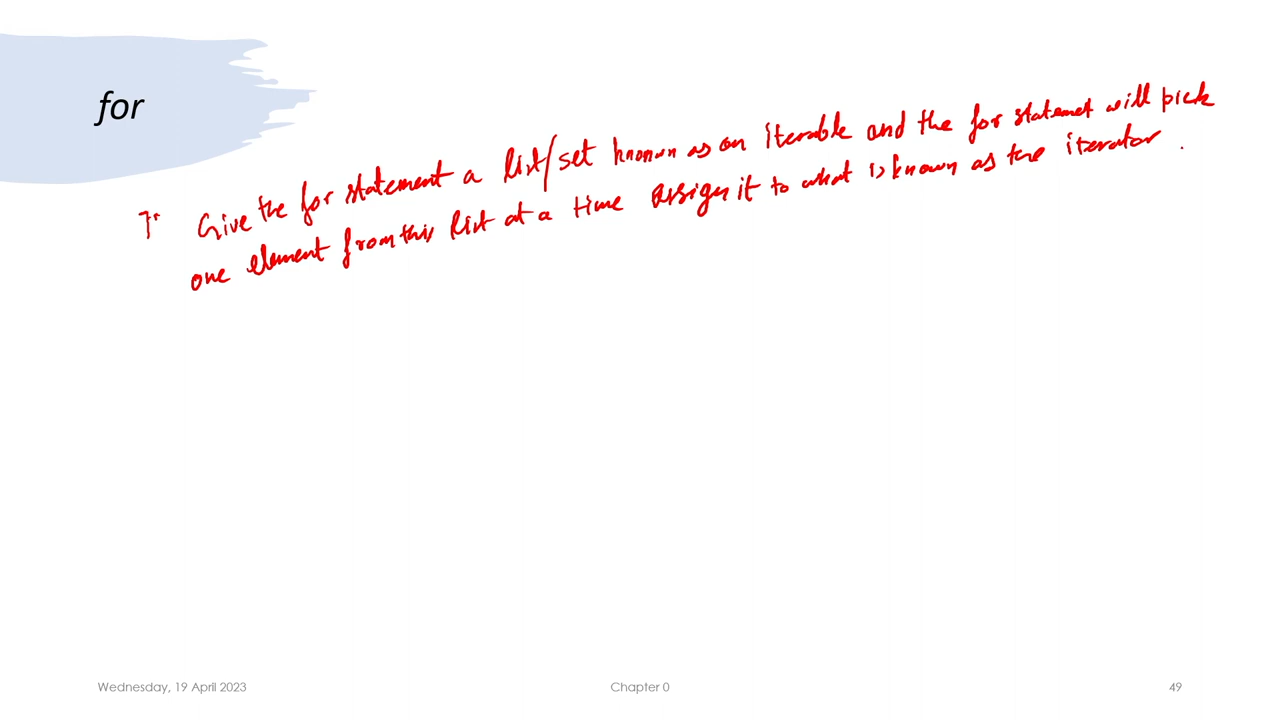 for
Give the for statement a list/set known as an iterable and the for statemet will pick
one element from this list at a time assign it to what is known as the iterator .
Wednesday, 19 April 2023
Chapter 0
49